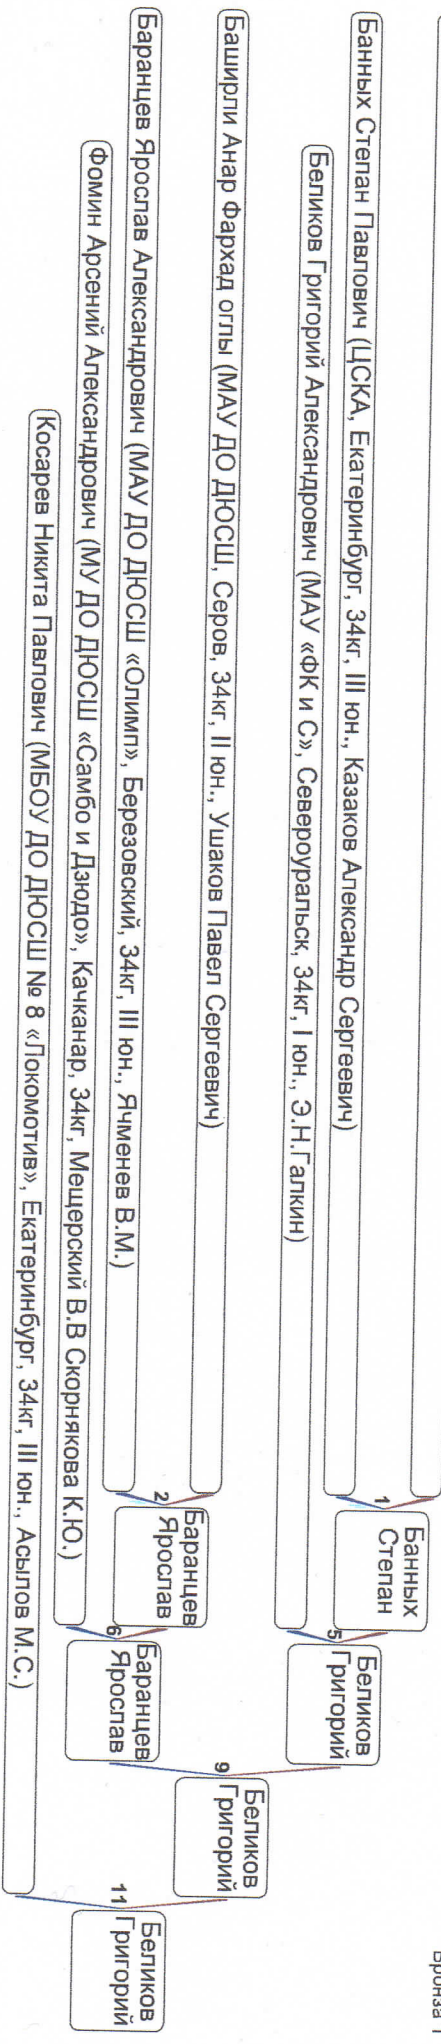 Бронза 1
Банных Степан Павлович (ЦСКА, Екатеринбург, 34кг, III юн., Казаков Александр Сергеевич)
Беликов Григорий Александрович (МАУ «ФК и С», Североуральск, 34кг, I юн., Э.Н.Галкин)
Баширли Анар Фархад оглы (МАУ ДО ДЮСШ, Серов, 34кг, II юн., Ушаков Павел Сергеевич)
Баранцев Ярослав Александрович (МАУ ДО ДЮСШ «Олимп», Березовский, 34кг, III юн., Ячменев В.М.)
Фомин Арсений Александрович (МУ ДО ДЮСШ «Самбо и Дзюдо», Качканар, 34кг, Мещерский В.В Скорнякова К.Ю.)
Косарев Никита Павлович (МБОУ ДО ДЮСШ № 8 «Локомотив», Екатеринбург, 34кг, III юн., Асылов М.С.)
1
Банных
Степан
2
Баранцев
Ярослав
5
Беликов
Григорий
6
Баранцев
Ярослав
9
Беликов
Григорий
11
Беликов
Григорий